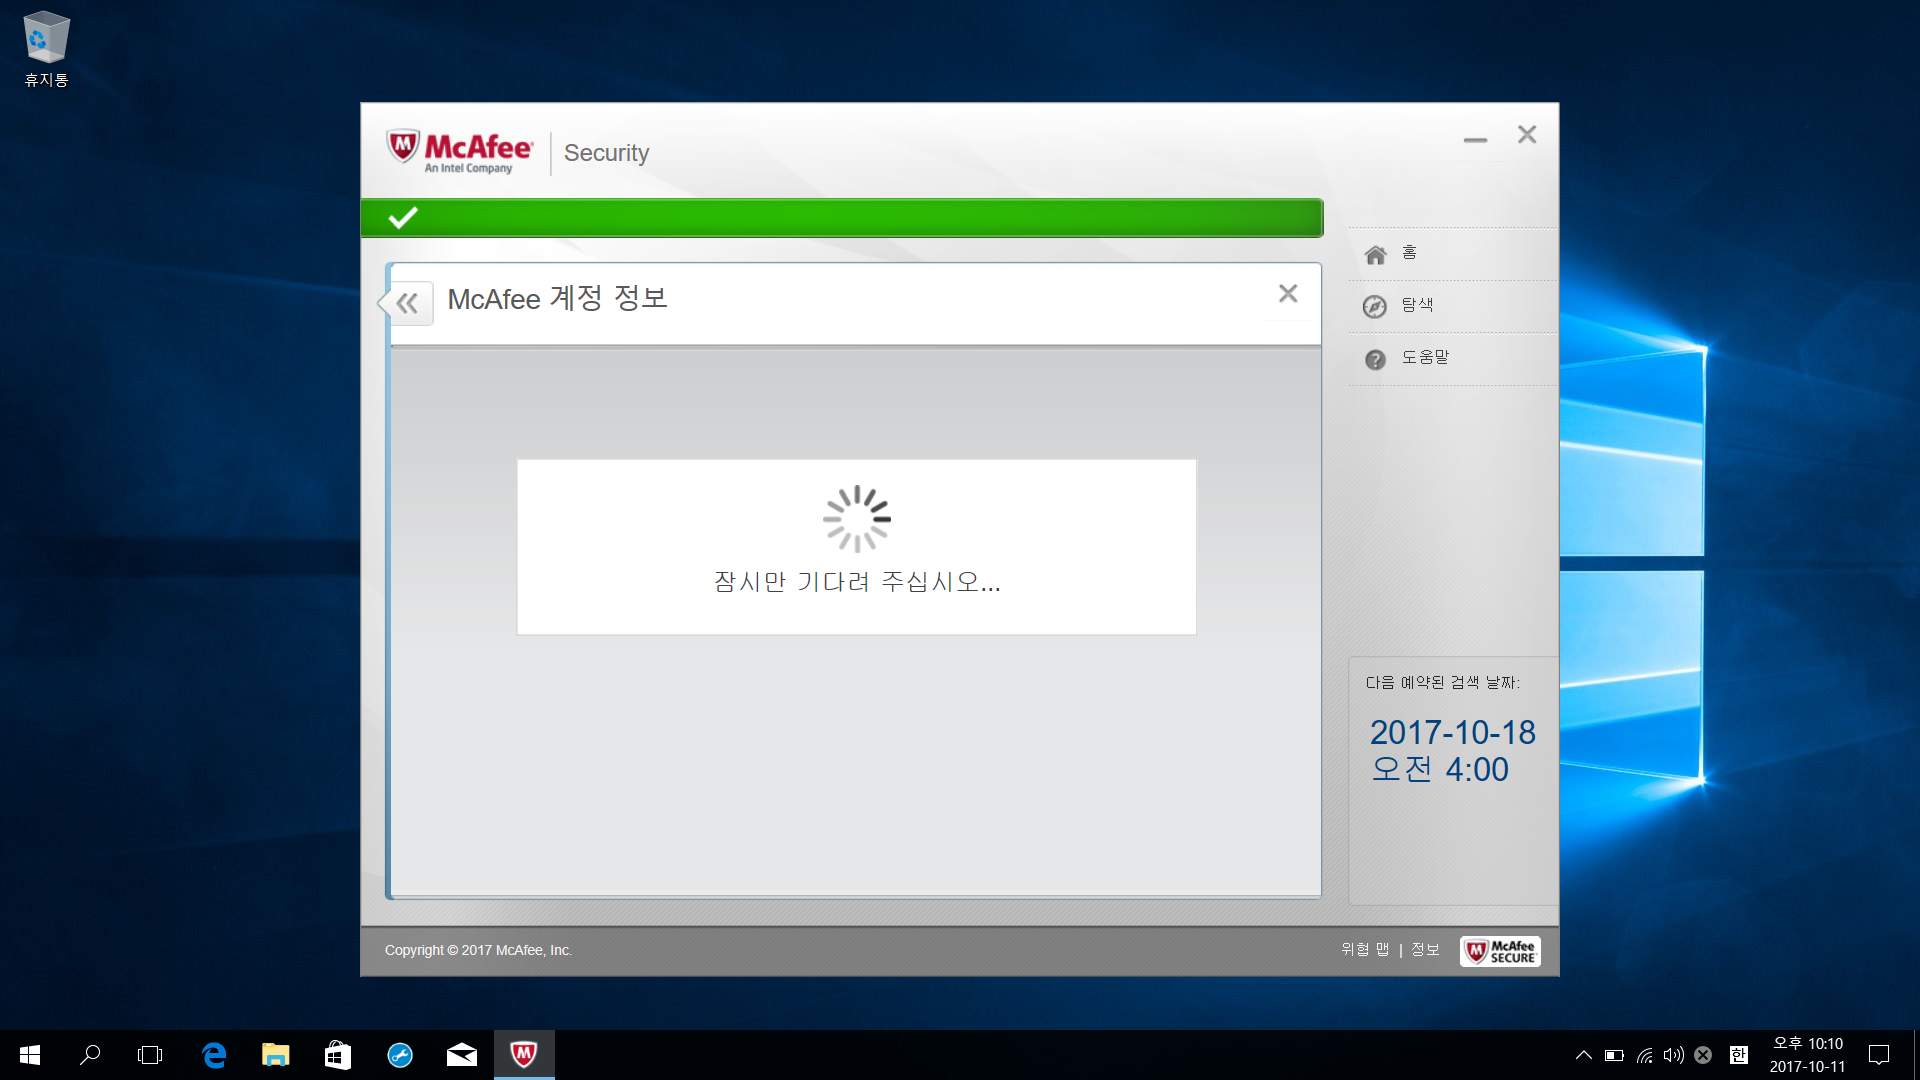 휴지통
McAfee
An Intel Company
Security
McAfee 계정 정보
홈
탐색
도움말
잠시만 기다려 주십시오...
다음 예약된 검색 날짜:
2017-10-18
오전 4:00
Copyright © 2017 McAfee, Inc.
위협 맵 | 정보
McAfee
SECURE
한
오후 10:10
2017-10-11